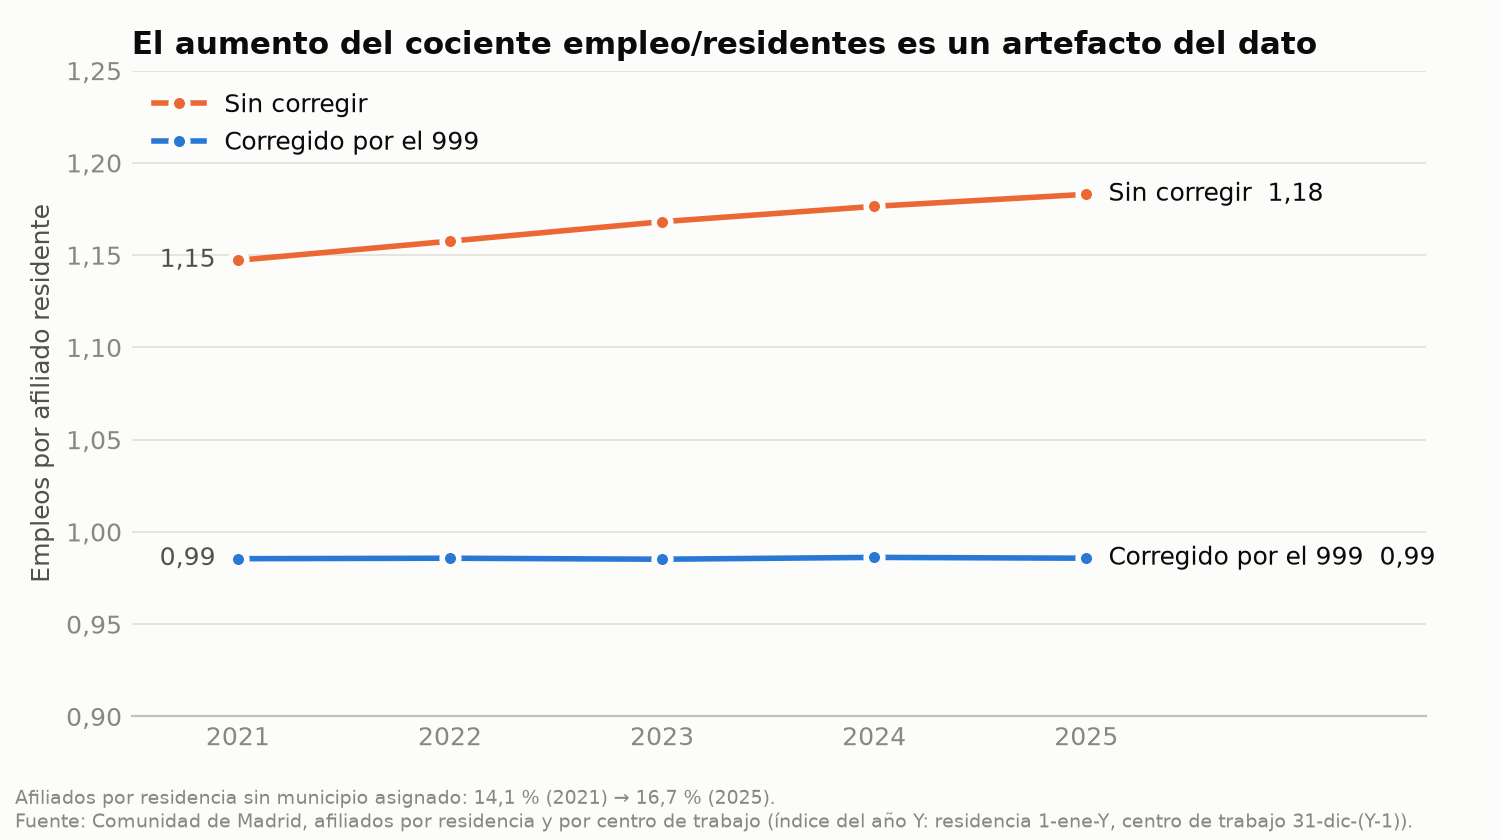 El aumento del cociente empleo/residentes es un artefacto del dato
1,25
Sin corregir
Corregido por el 999
1,20
Sin corregir  1,18
1,15
1,15
1,10
1,05
1,00
0,99
Corregido por el 999  0,99
0,95
0,90
Empleos por afiliado residente
2021
2022
2023
2024
2025
Afiliados por residencia sin municipio asignado: 14,1 % (2021) → 16,7 % (2025).
Fuente: Comunidad de Madrid, afiliados por residencia y por centro de trabajo (índice del año Y: residencia 1-ene-Y, centro de trabajo 31-dic-(Y-1)).